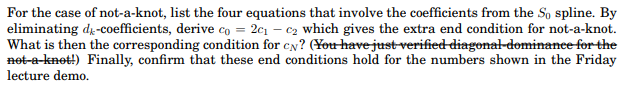 For the case of not-a-knot, list the four equations that involve the coefficients from the S₀ spline. By
eliminating dₖ-coefficients, derive c₀ = 2c₁ − c₂ which gives the extra end condition for not-a-knot.
What is then the corresponding condition for c_N? (You have just verified diagonal-dominance for the
not-a-knot!) Finally, confirm that these end conditions hold for the numbers shown in the Friday
lecture demo.